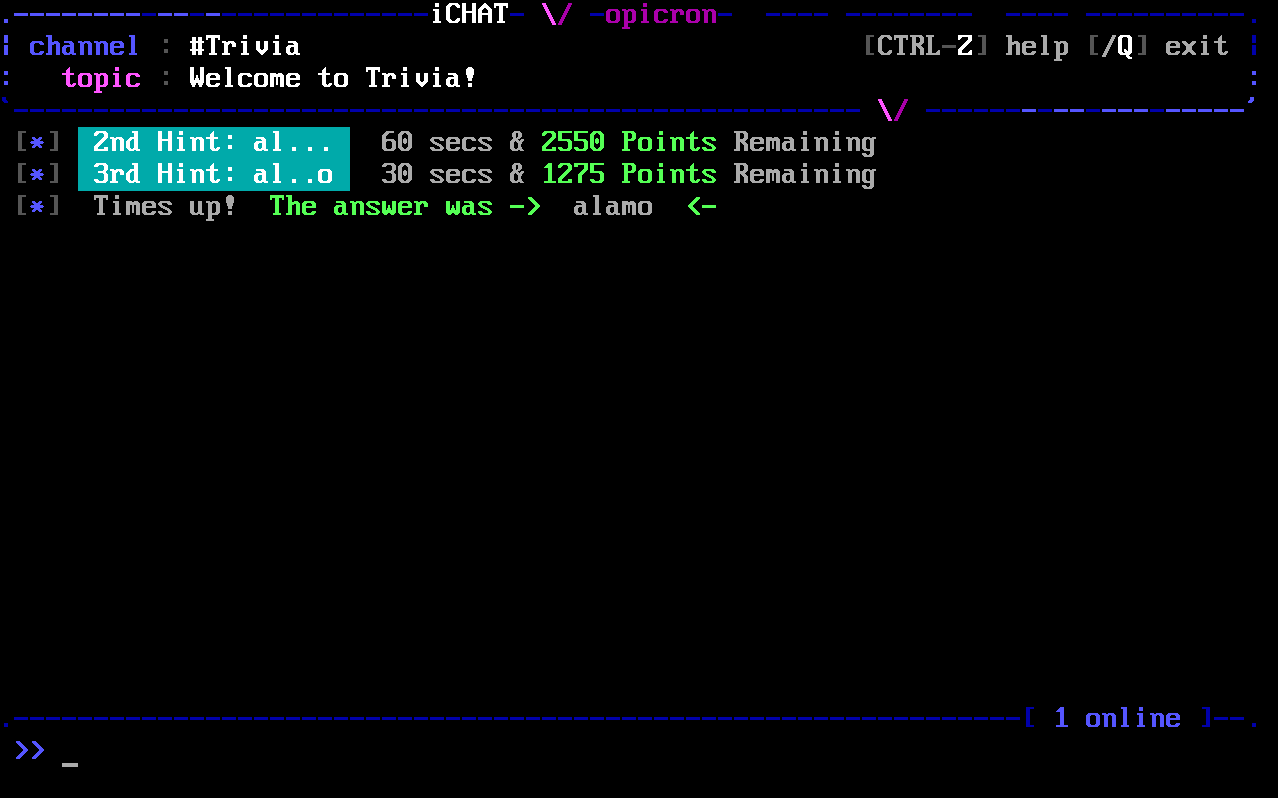 iCHAT \/ opicron
channel : #Trivia [CTRL-Z] help [/Q] exit
topic : Welcome to Trivia!
\/
[*] 2nd Hint: al... 60 secs & 2550 Points Remaining
[*] 3rd Hint: al..o 30 secs & 1275 Points Remaining
[*] Times up! The answer was -> alamo <-
[ 1 online ]
>> _